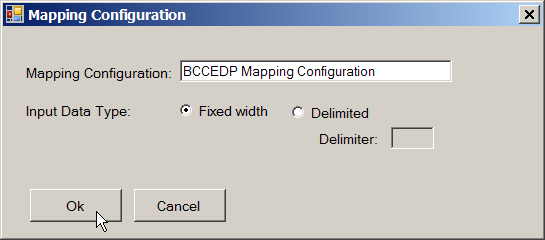 Mapping Configuration
Mapping Configuration: BCCEDP Mapping Configuration
Input Data Type: Fixed width Delimited
Delimiter:
Ok Cancel